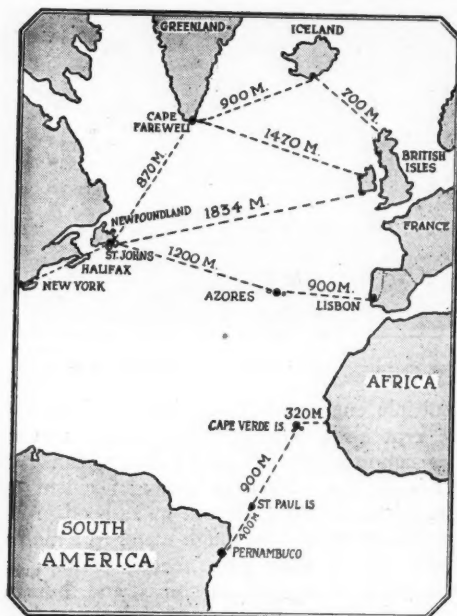 GREENLAND
ICELAND
900 M.
700 M.
CAPE
FAREWELL
1470 M.
BRITISH
ISLES
870 M.
NEWFOUNDLAND
1834 M.
FRANCE
ST. JOHNS
1200 M.
HALIFAX
NEW YORK
AZORES
900 M.
LISBON
AFRICA
320 M
CAPE VERDE IS
900 M
ST PAUL IS
400 M
SOUTH
AMERICA
PERNAMBUCO